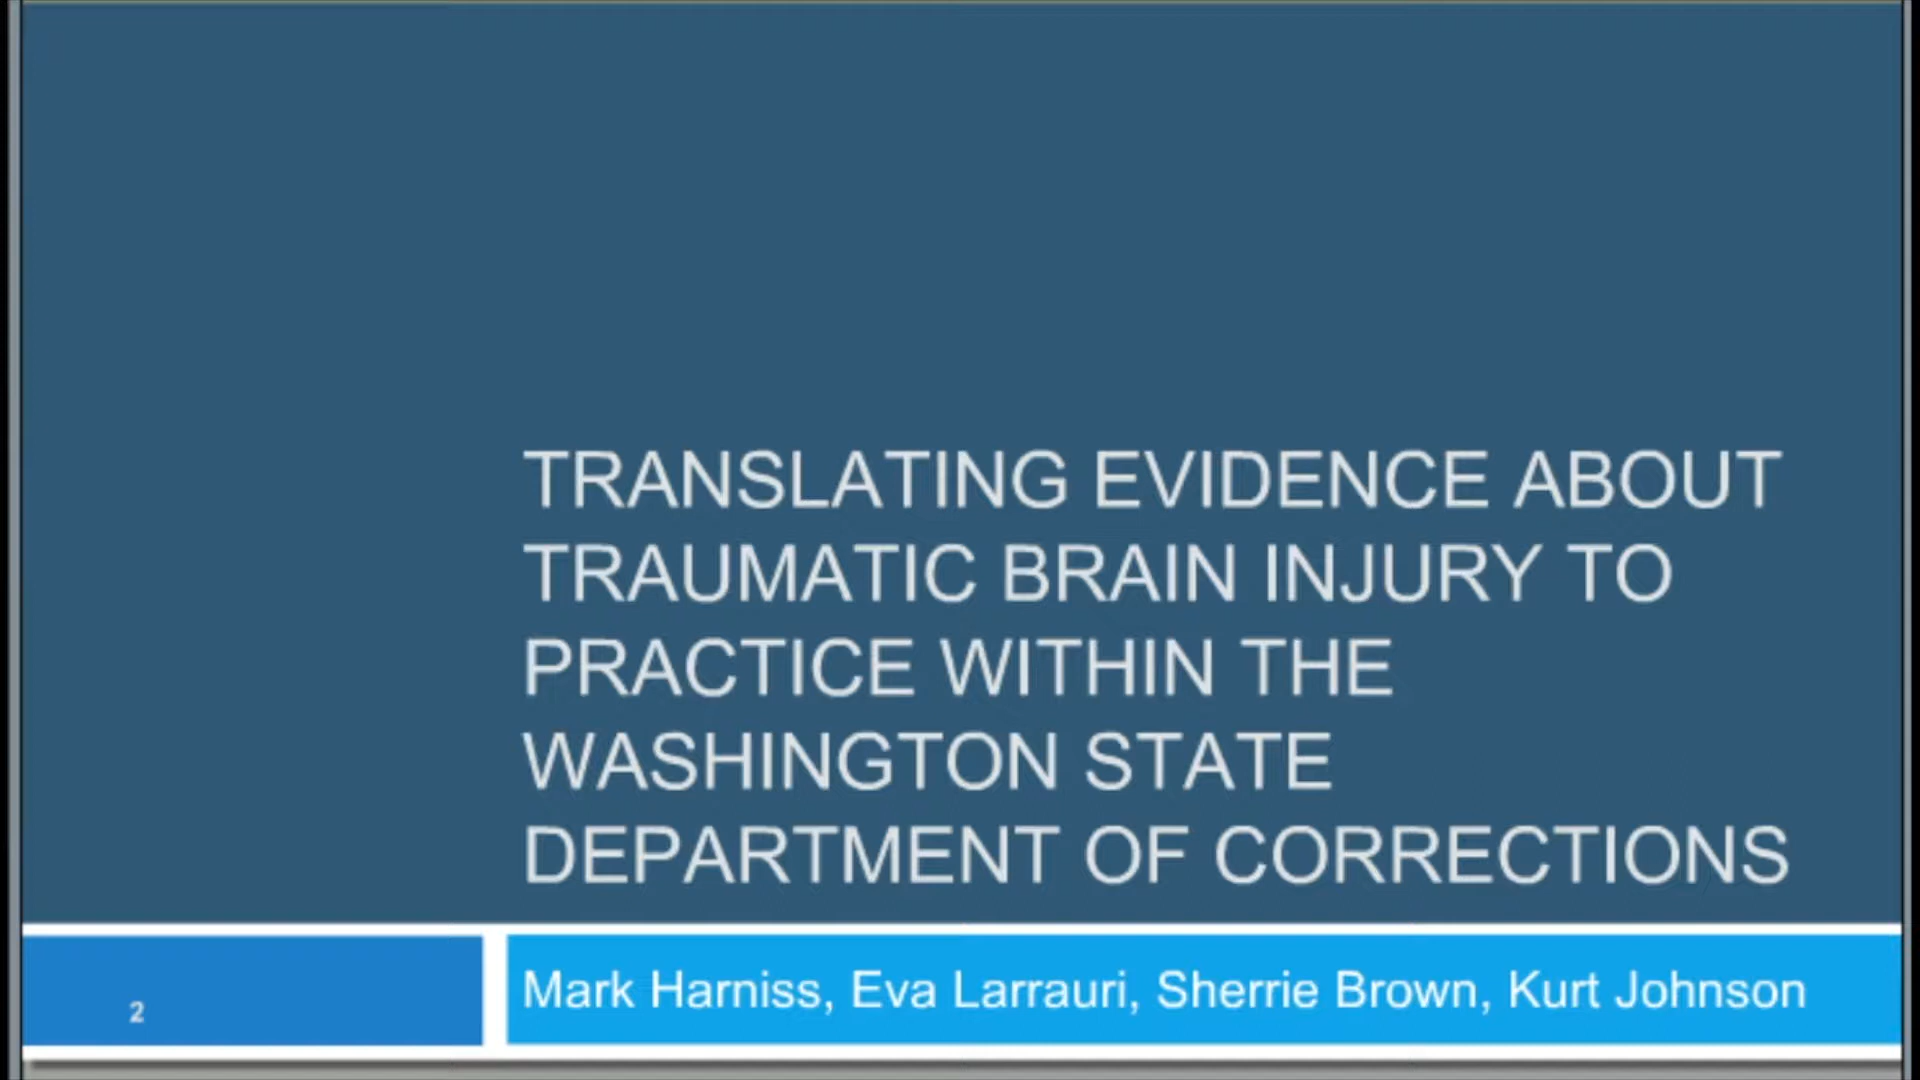 TRANSLATING EVIDENCE ABOUT
TRAUMATIC BRAIN INJURY TO
PRACTICE WITHIN THE
WASHINGTON STATE
DEPARTMENT OF CORRECTIONS
Mark Harniss, Eva Larrauri, Sherrie Brown, Kurt Johnson
2